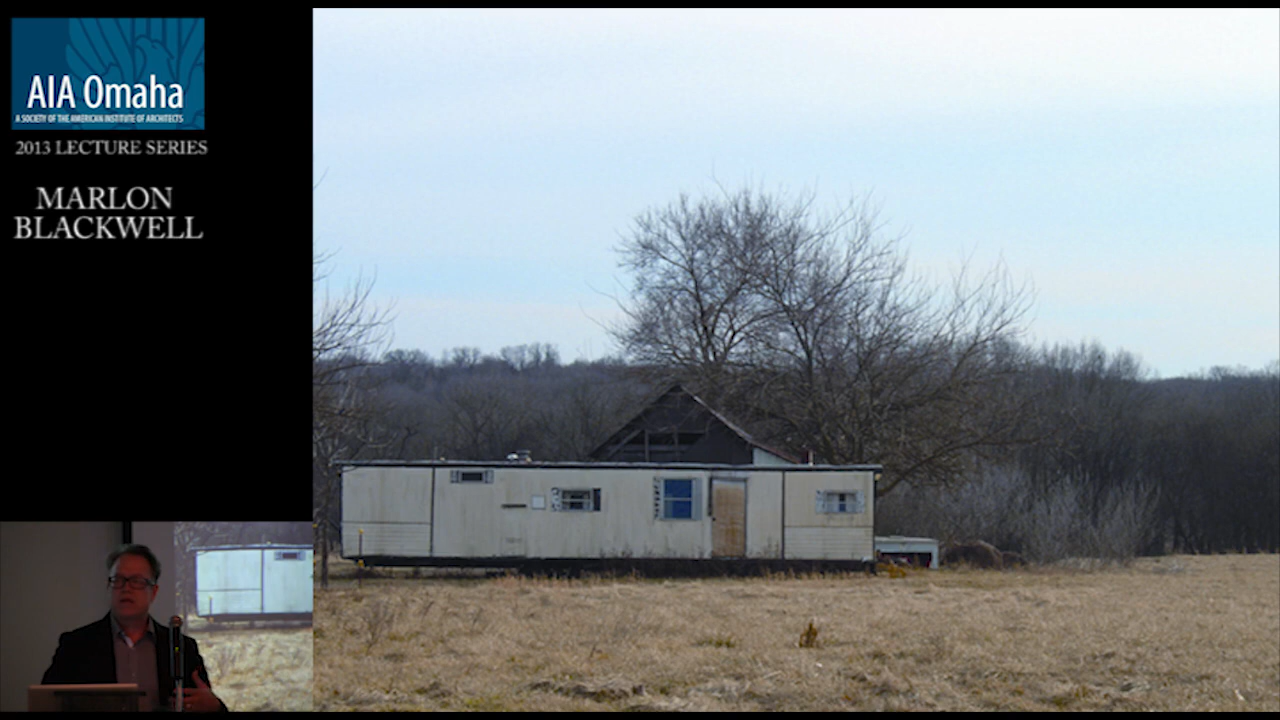 AIA Omaha
A SOCIETY OF THE AMERICAN INSTITUTE OF ARCHITECTS
2013 LECTURE SERIES
MARLON
BLACKWELL